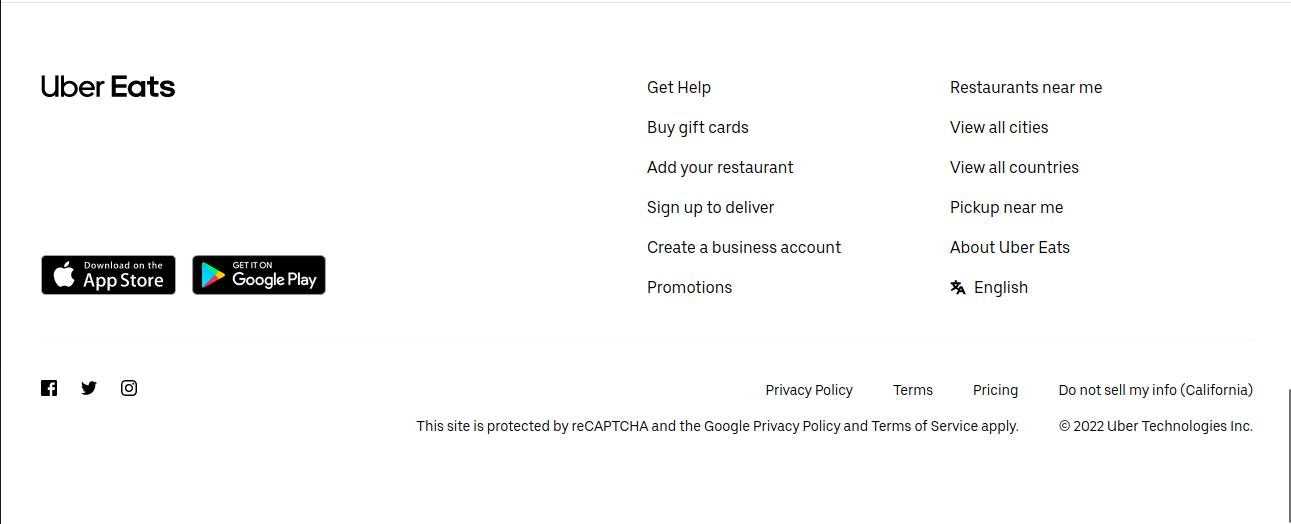 Uber Eats
Get Help
Buy gift cards
Add your restaurant
Sign up to deliver
Create a business account
Promotions
Restaurants near me
View all cities
View all countries
Pickup near me
About Uber Eats
English
Download on the
App Store
GET IT ON
Google Play
Privacy Policy
Terms
Pricing
Do not sell my info (California)
This site is protected by reCAPTCHA and the Google Privacy Policy and Terms of Service apply.
© 2022 Uber Technologies Inc.